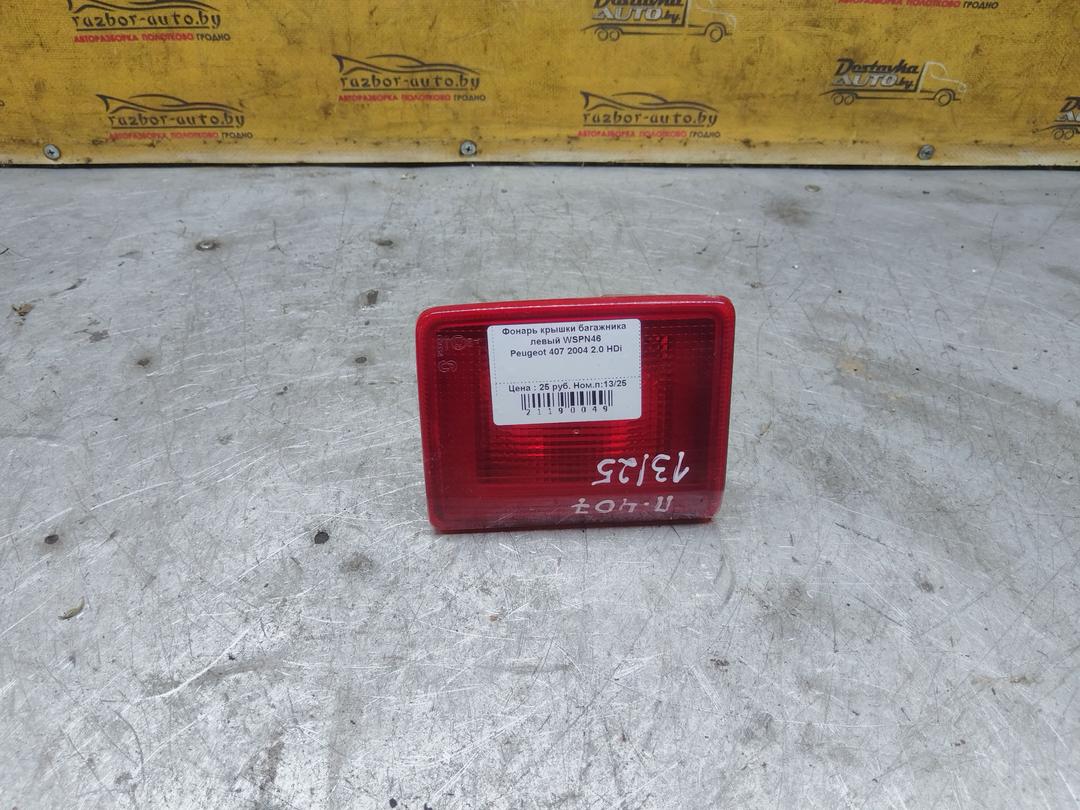 razbor-auto.by
АВТОРАЗБОРКА ПОЛОТКОВО ГРОДНО
Dostavka
AUTO by
ГРОДНО
razbor-auto.by
АВТОРАЗБОРКА ПОЛОТКОВО ГРОДНО
Dostavka
AUTO by
razbor-auto.by
АВТОРАЗБОРКА ПОЛОТКОВО ГРОДНО
razbor-auto.by
АВТОРАЗБОРКА ПОЛОТКОВО ГРОДНО
Фонарь крышки багажника
левый WSPN46
Peugeot 407 2004 2.0 HDi
Цена : 25 руб. Ном.п:13/25
21190049
13/25
П-407